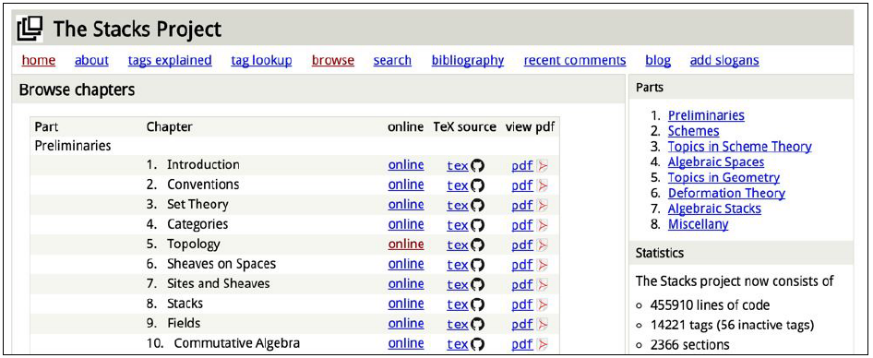 The Stacks Project
home about tags explained tag lookup browse search bibliography recent comments blog add slogans
Browse chapters
Part Chapter online TeX source view pdf
Preliminaries
1. Introduction online tex pdf
2. Conventions online tex pdf
3. Set Theory online tex pdf
4. Categories online tex pdf
5. Topology online tex pdf
6. Sheaves on Spaces online tex pdf
7. Sites and Sheaves online tex pdf
8. Stacks online tex pdf
9. Fields online tex pdf
10. Commutative Algebra online tex pdf
Parts
1. Preliminaries
2. Schemes
3. Topics in Scheme Theory
4. Algebraic Spaces
5. Topics in Geometry
6. Deformation Theory
7. Algebraic Stacks
8. Miscellany
Statistics
The Stacks project now consists of
455910 lines of code
14221 tags (56 inactive tags)
2366 sections